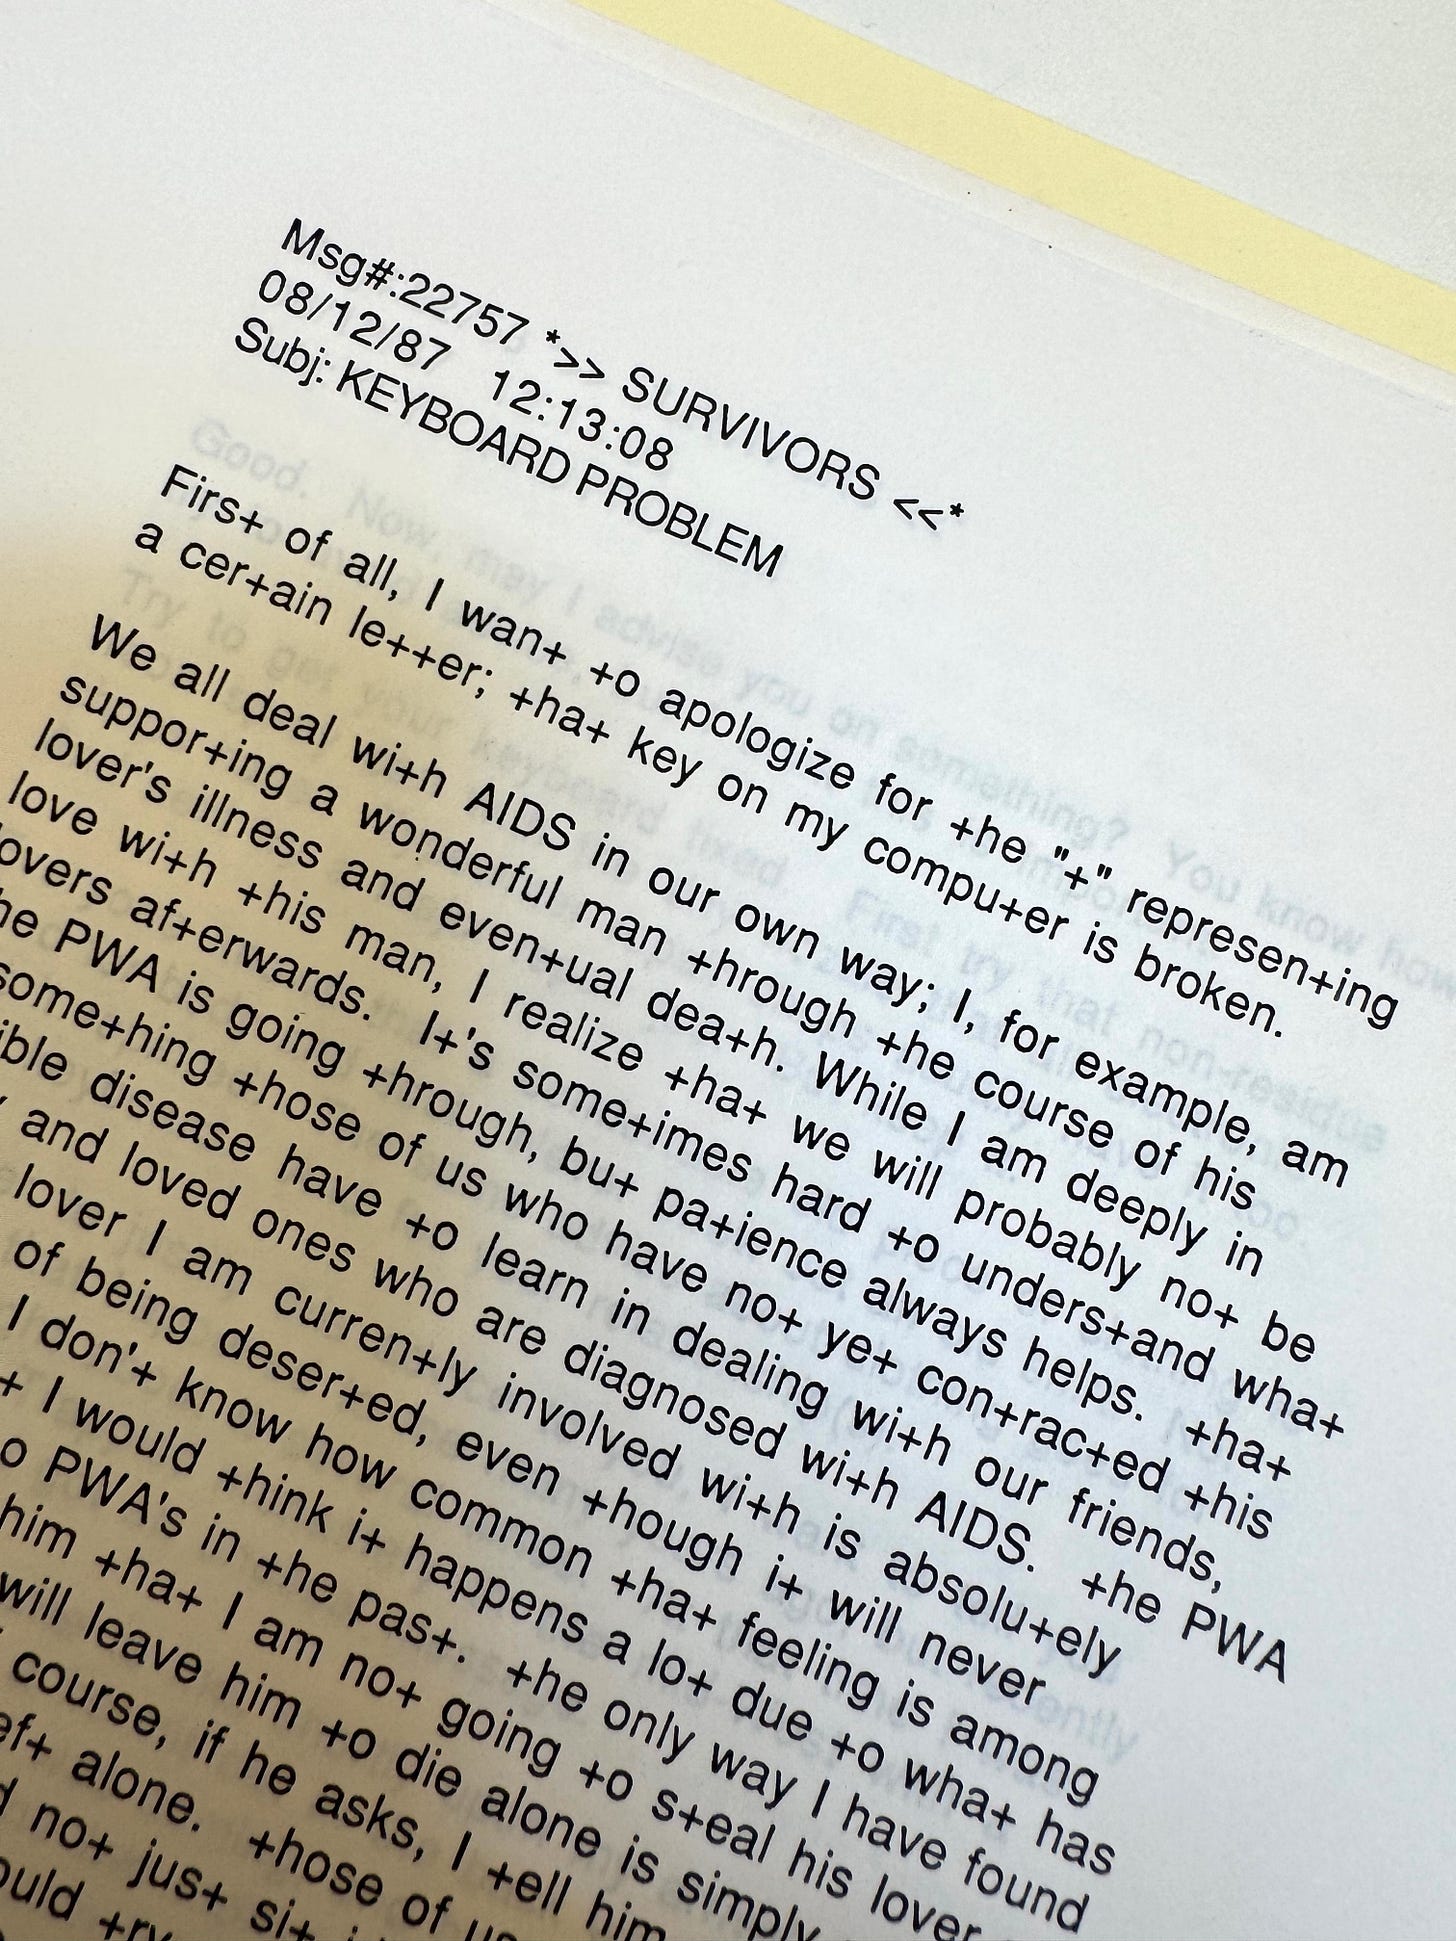 Msg#:22757 *>> SURVIVORS <<*
08/12/87 12:13:08
Subj: KEYBOARD PROBLEM
Firs+ of all, I wan+ +o apologize for +he "+" represen+ing
a cer+ain le++er; +ha+ key on my compu+er is broken.
We all deal wi+h AIDS in our own way; I, for example, am
suppor+ing a wonderful man +hrough +he course of his
lover's illness and even+ual dea+h. While I am deeply in
love wi+h +his man, I realize +ha+ we will probably no+ be
overs af+erwards. I+'s some+imes hard +o unders+and wha+
he PWA is going +hrough, bu+ pa+ience always helps. +ha+
some+hing +hose of us who have no+ ye+ con+rac+ed +his
ible disease have +o learn in dealing wi+h our friends,
and loved ones who are diagnosed wi+h AIDS. +he PWA
lover I am curren+ly involved wi+h is absolu+ely
of being deser+ed, even +hough i+ will never
I don'+ know how common +ha+ feeling is among
+ I would +hink i+ happens a lo+ due +o wha+ has
o PWA's in +he pas+. +he only way I have found
him +ha+ I am no+ going +o s+eal his lover
will leave him +o die alone is simply
course, if he asks, I +ell him
ef+ alone. +hose of us
no+ jus+ si+
ould +ry